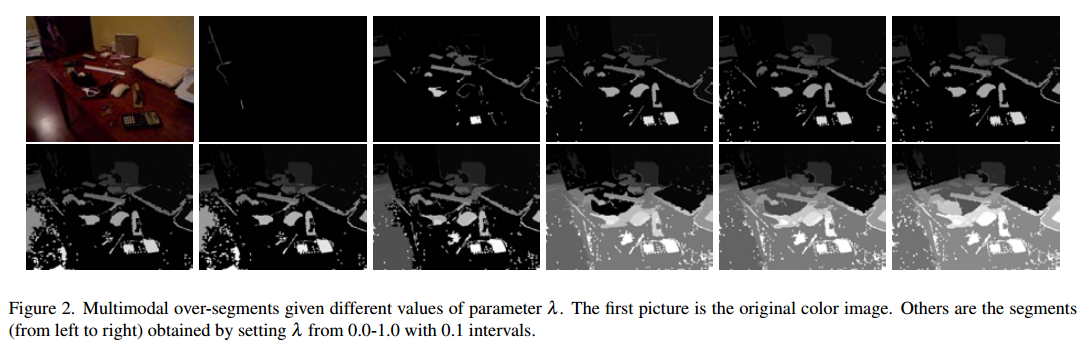 Figure 2. Multimodal over-segments given different values of parameter λ. The first picture is the original color image. Others are the segments
(from left to right) obtained by setting λ from 0.0-1.0 with 0.1 intervals.